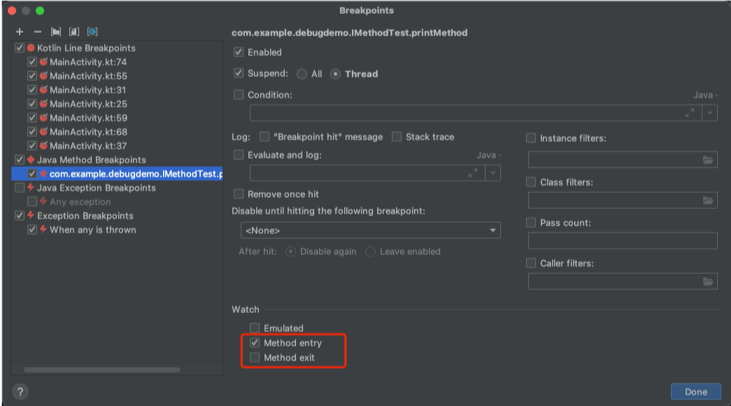 Breakpoints
Kotlin Line Breakpoints
MainActivity.kt:74
MainActivity.kt:55
MainActivity.kt:31
MainActivity.kt:25
MainActivity.kt:59
MainActivity.kt:68
MainActivity.kt:37
Java Method Breakpoints
com.example.debugdemo.IMethodTest.p
Java Exception Breakpoints
Any exception
Exception Breakpoints
When any is thrown
com.example.debugdemo.IMethodTest.printMethod
Enabled
Suspend: All Thread
Condition: Java
Log: "Breakpoint hit" message Stack trace
Evaluate and log: Java
Remove once hit
Disable until hitting the following breakpoint:
<None>
After hit: Disable again Leave enabled
Instance filters:
Class filters:
Pass count:
Caller filters:
Watch
Emulated
Method entry
Method exit
?
Done